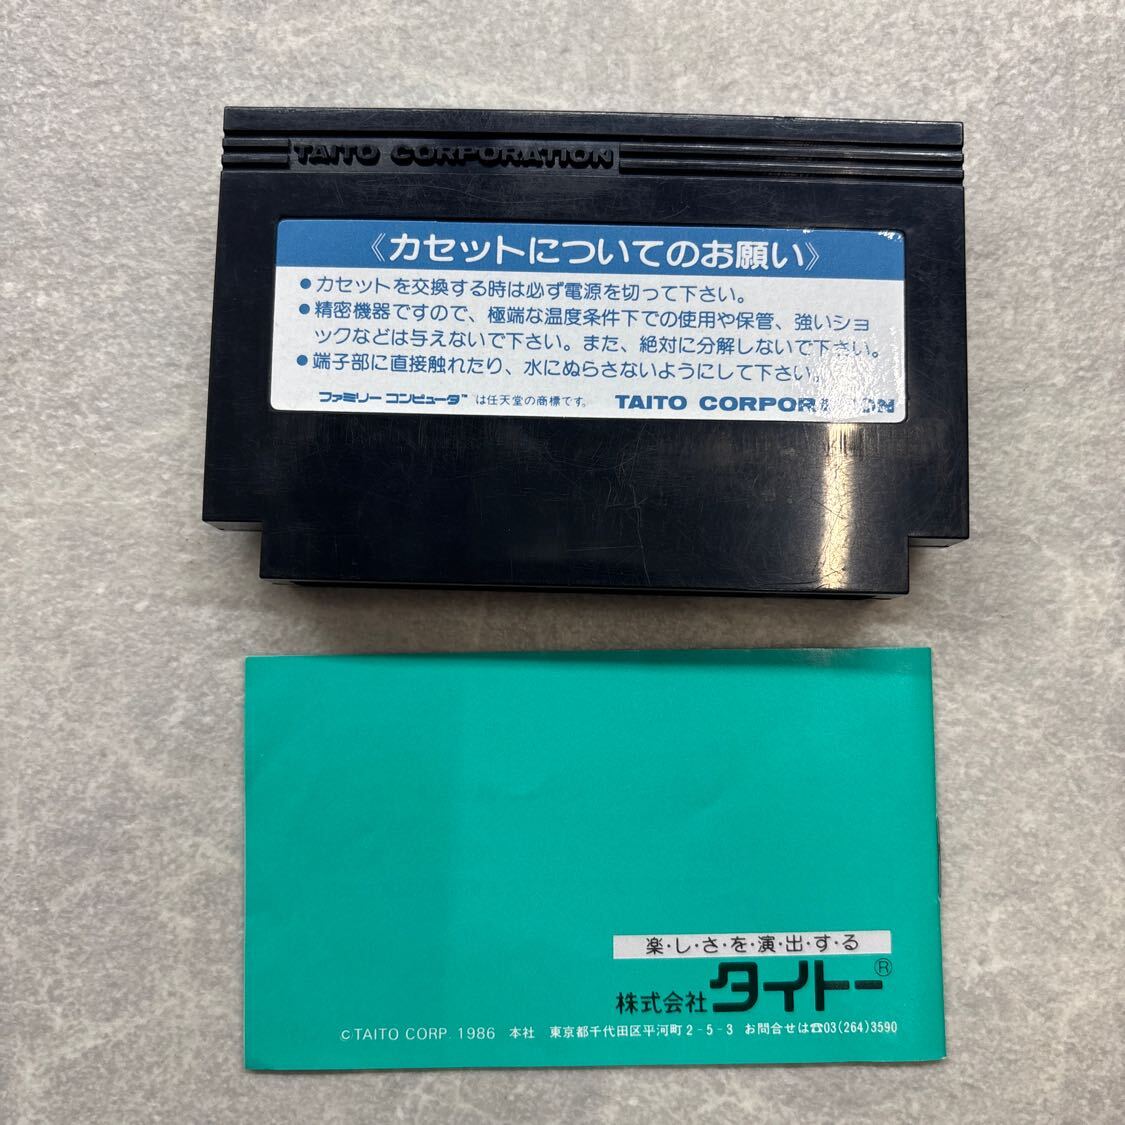 TAITO CORPORATION
《カセットについてのお願い》
●カセットを交換する時は必ず電源を切って下さい。
●精密機器ですので、極端な温度条件下での使用や保管、強いショ
ックなどは与えないで下さい。また、絶対に分解しないで下さい。
●端子部に直接触れたり、水にぬらさないようにして下さい。
ファミリーコンピュータ™は任天堂の商標です。 TAITO CORPORATION
楽・し・さ・を・演・出・す・る
株式会社タイトー®
©TAITO CORP. 1986 本社 東京都千代田区平河町2-5-3 お問合せは☎03(264)3590